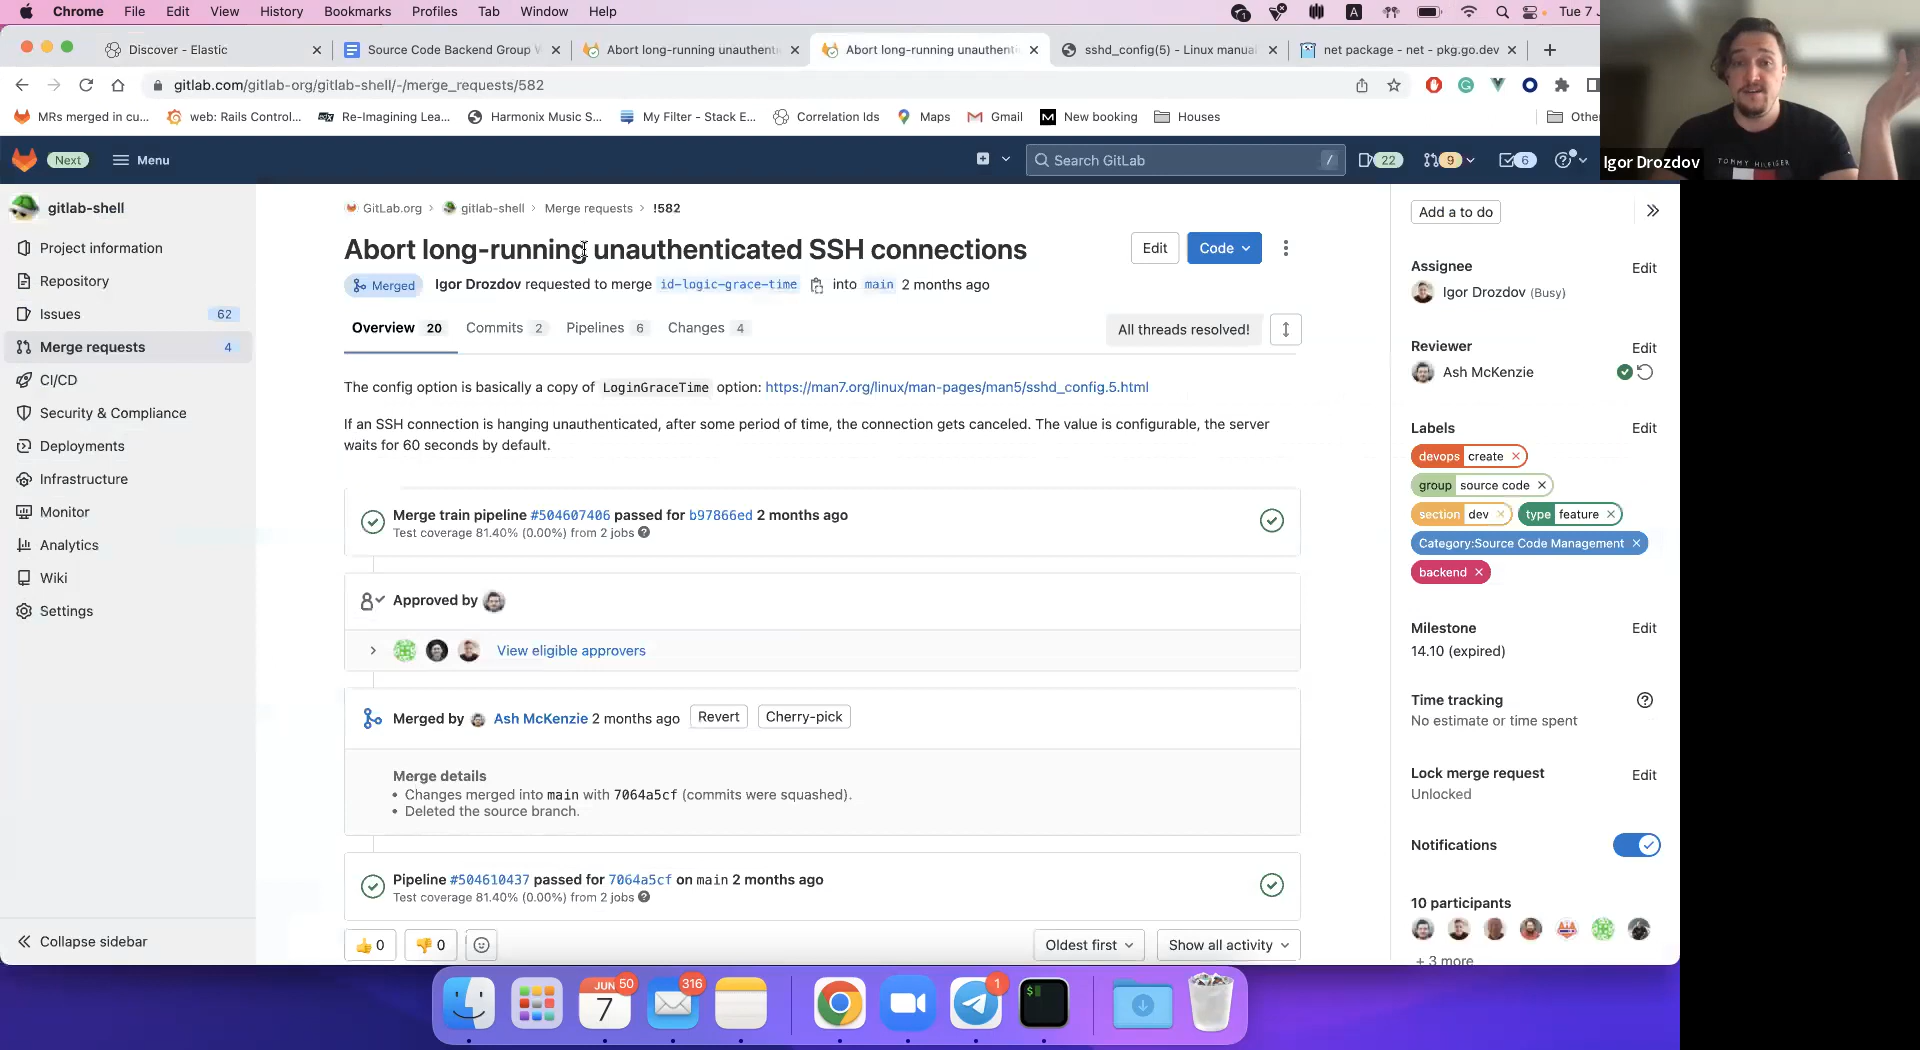 Chrome File Edit View History Bookmarks Profiles Tab Window Help
1 A Tue 7
Discover - Elastic
Source Code Backend Group
Abort long-running unauthent
Abort long-running unauthent
sshd_config(5) - Linux manua
net package - net - pkg.go.dev
gitlab.com/gitlab-org/gitlab-shell/-/merge_requests/582
MRs merged in cu...
web: Rails Control...
Re-Imagining Lea...
Harmonix Music S...
My Filter - Stack E...
Correlation Ids
Maps
Gmail
M New booking
Houses
Othe
Igor Drozdov
TOMMY HILFIGER
Next Menu
Search GitLab /
22 9 6
gitlab-shell
Project information
Repository
Issues 62
Merge requests 4
CI/CD
Security & Compliance
Deployments
Infrastructure
Monitor
Analytics
Wiki
Settings
Collapse sidebar
GitLab.org › gitlab-shell › Merge requests › !582
Abort long-running unauthenticated SSH connections
Edit Code
Merged Igor Drozdov requested to merge id-logic-grace-time into main 2 months ago
Overview 20 Commits 2 Pipelines 6 Changes 4
All threads resolved!
The config option is basically a copy of LoginGraceTime option: https://man7.org/linux/man-pages/man5/sshd_config.5.html
If an SSH connection is hanging unauthenticated, after some period of time, the connection gets canceled. The value is configurable, the server
waits for 60 seconds by default.
Merge train pipeline #504607406 passed for b97866ed 2 months ago
Test coverage 81.40% (0.00%) from 2 jobs ?
Approved by
View eligible approvers
Merged by Ash McKenzie 2 months ago Revert Cherry-pick
Merge details
• Changes merged into main with 7064a5cf (commits were squashed).
• Deleted the source branch.
Pipeline #504610437 passed for 7064a5cf on main 2 months ago
Test coverage 81.40% (0.00%) from 2 jobs ?
0 0
Oldest first Show all activity
Add a to do
Assignee Edit
Igor Drozdov (Busy)
Reviewer Edit
Ash McKenzie
Labels Edit
devops create ×
group source code ×
section dev × type feature ×
Category:Source Code Management ×
backend ×
Milestone Edit
14.10 (expired)
Time tracking ?
No estimate or time spent
Lock merge request Edit
Unlocked
Notifications
10 participants
+ 3 more
JUN 7 50
316
1
$